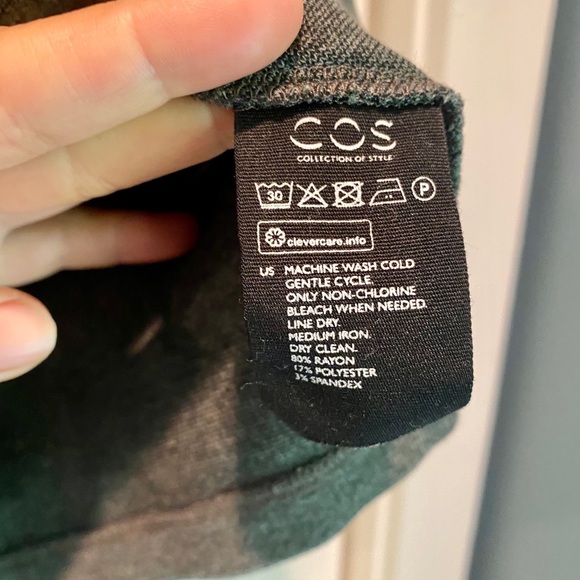 COS
COLLECTION OF STYLE
30 P
clevercare.info
US MACHINE WASH COLD
GENTLE CYCLE.
ONLY NON-CHLORINE
BLEACH WHEN NEEDED.
LINE DRY.
MEDIUM IRON.
DRY CLEAN.
80% RAYON
17% POLYESTER
3% SPANDEX